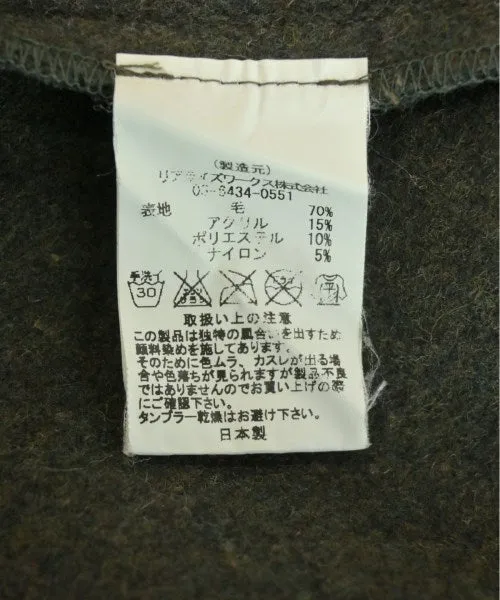 (製造元)
リアライズワークス株式会社
03-6434-0551
表地 毛 70%
アクリル 15%
ポリエステル 10%
ナイロン 5%
手洗イ
30
平
取扱い上の注意
この製品は独特の風合いを出すため
顔料染めを施してあります。
そのために色ムラ、カスレが出る場
合や色落ちが見られますが製品不良
ではありませんのでお買い上げの際
にご確認下さい。
タンブラー乾燥はお避け下さい。
日本製